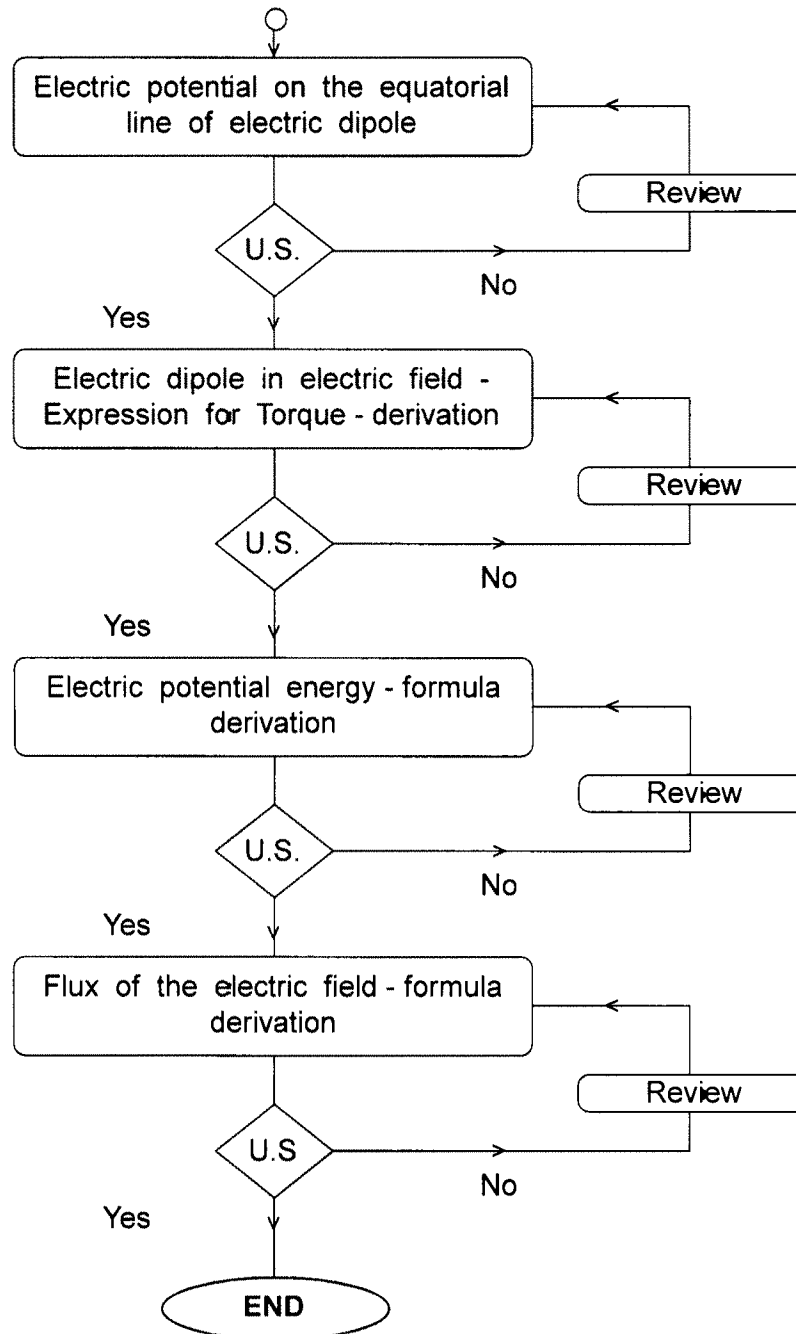 Electric potential on the equatorial
line of electric dipole
Review
U.S.
No
Yes
Electric dipole in electric field -
Expression for Torque - derivation
Review
U.S.
No
Yes
Electric potential energy - formula
derivation
Review
U.S.
No
Yes
Flux of the electric field - formula
derivation
Review
U.S
No
Yes
END